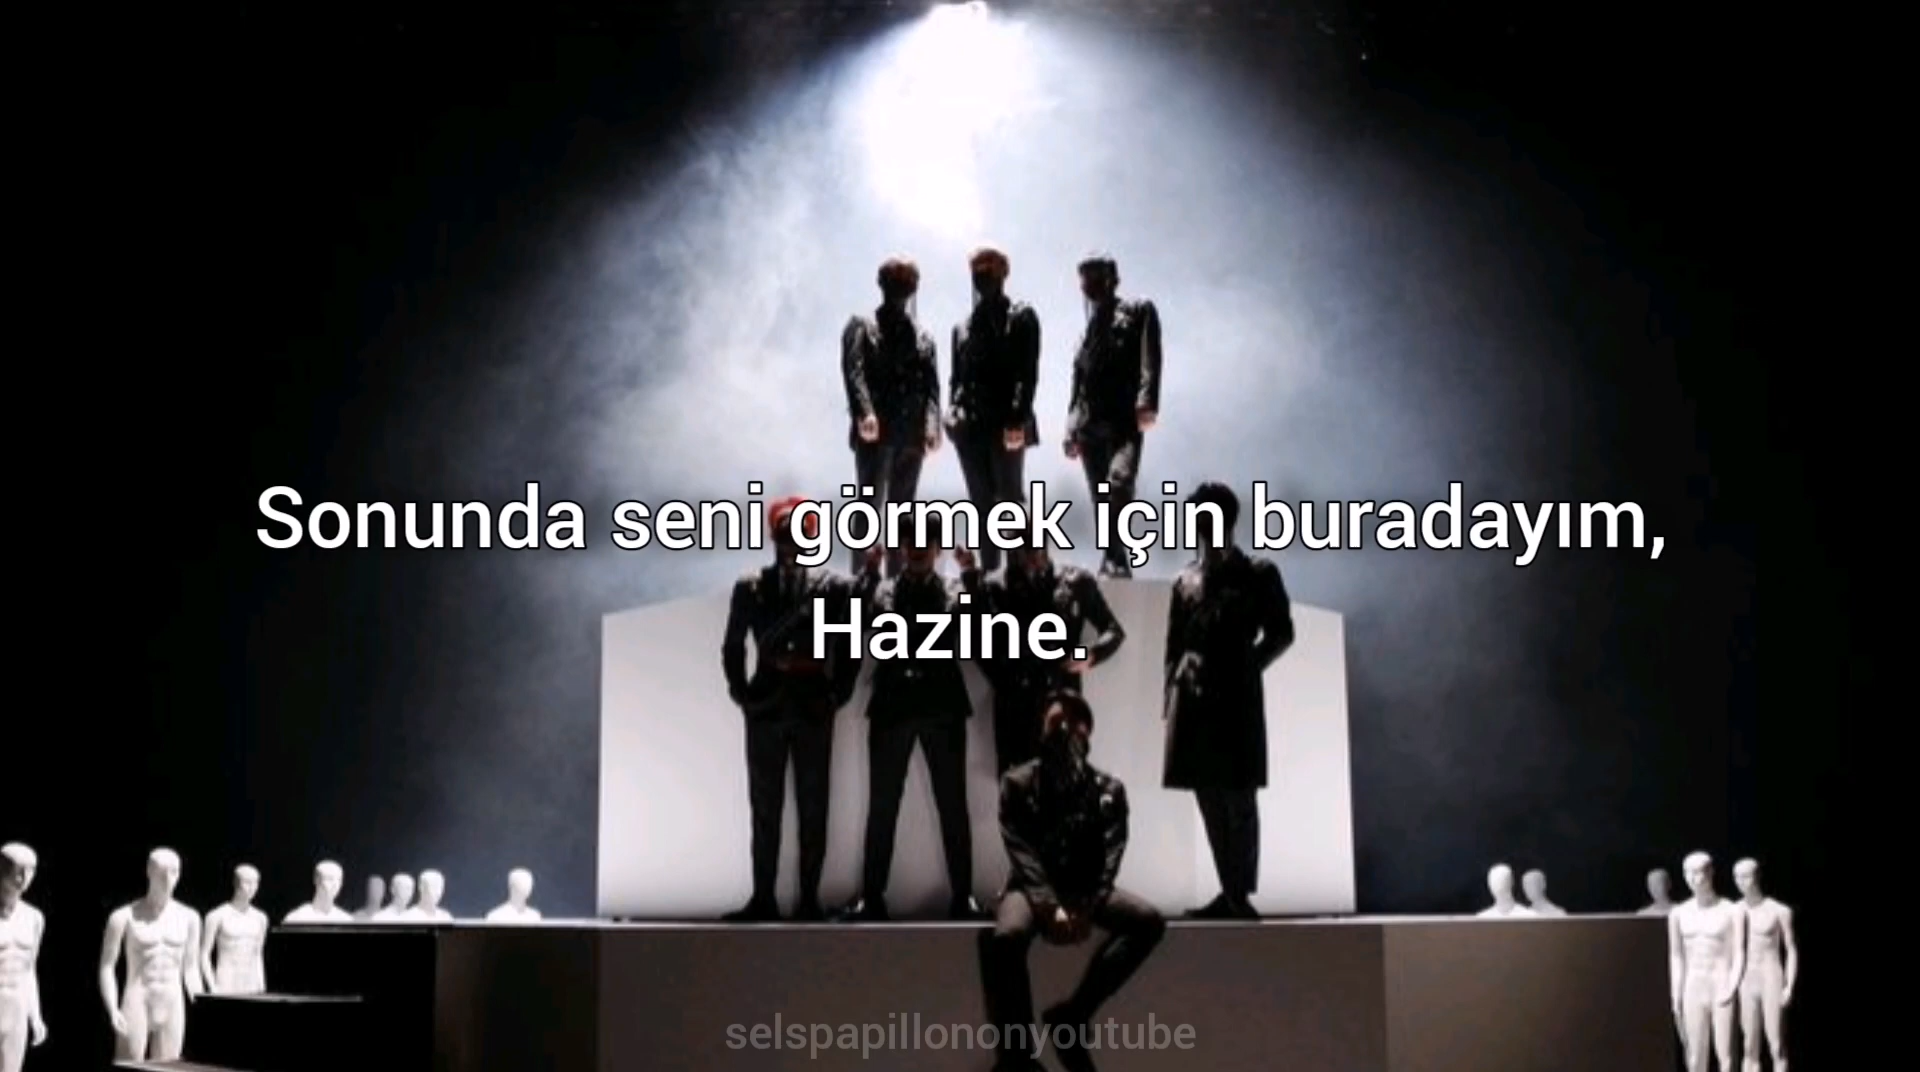 Sonunda seni görmek için buradayım,
Hazine.
selspapillononyoutube